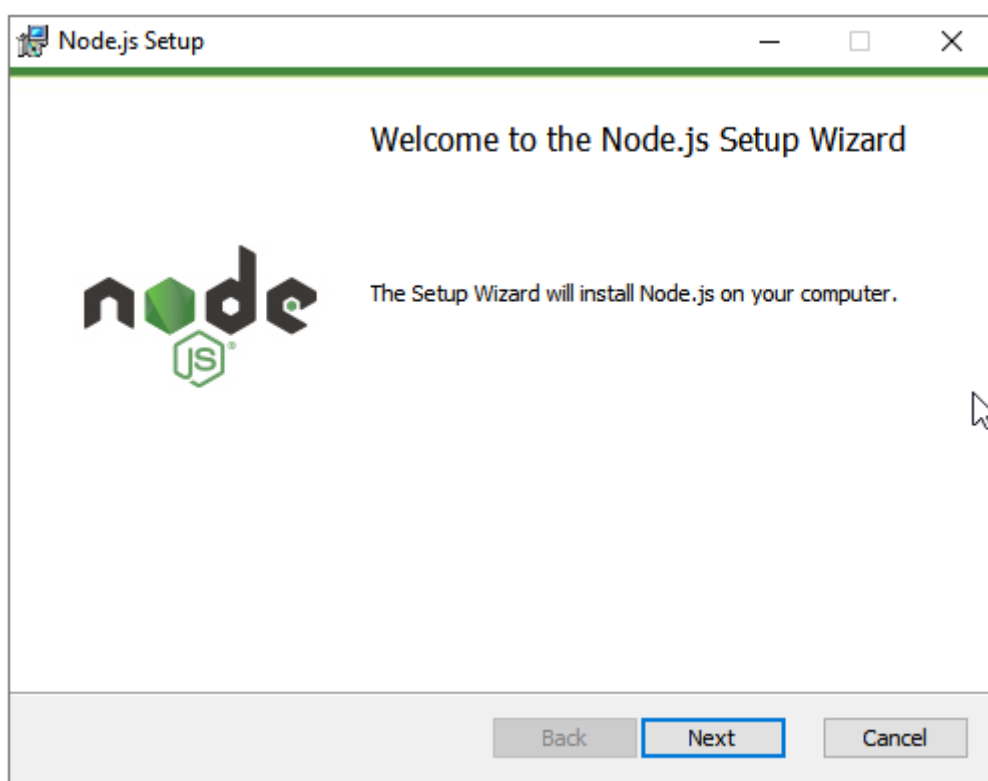 Node.js Setup
Welcome to the Node.js Setup Wizard
The Setup Wizard will install Node.js on your computer.
node
JS®
Back Next Cancel